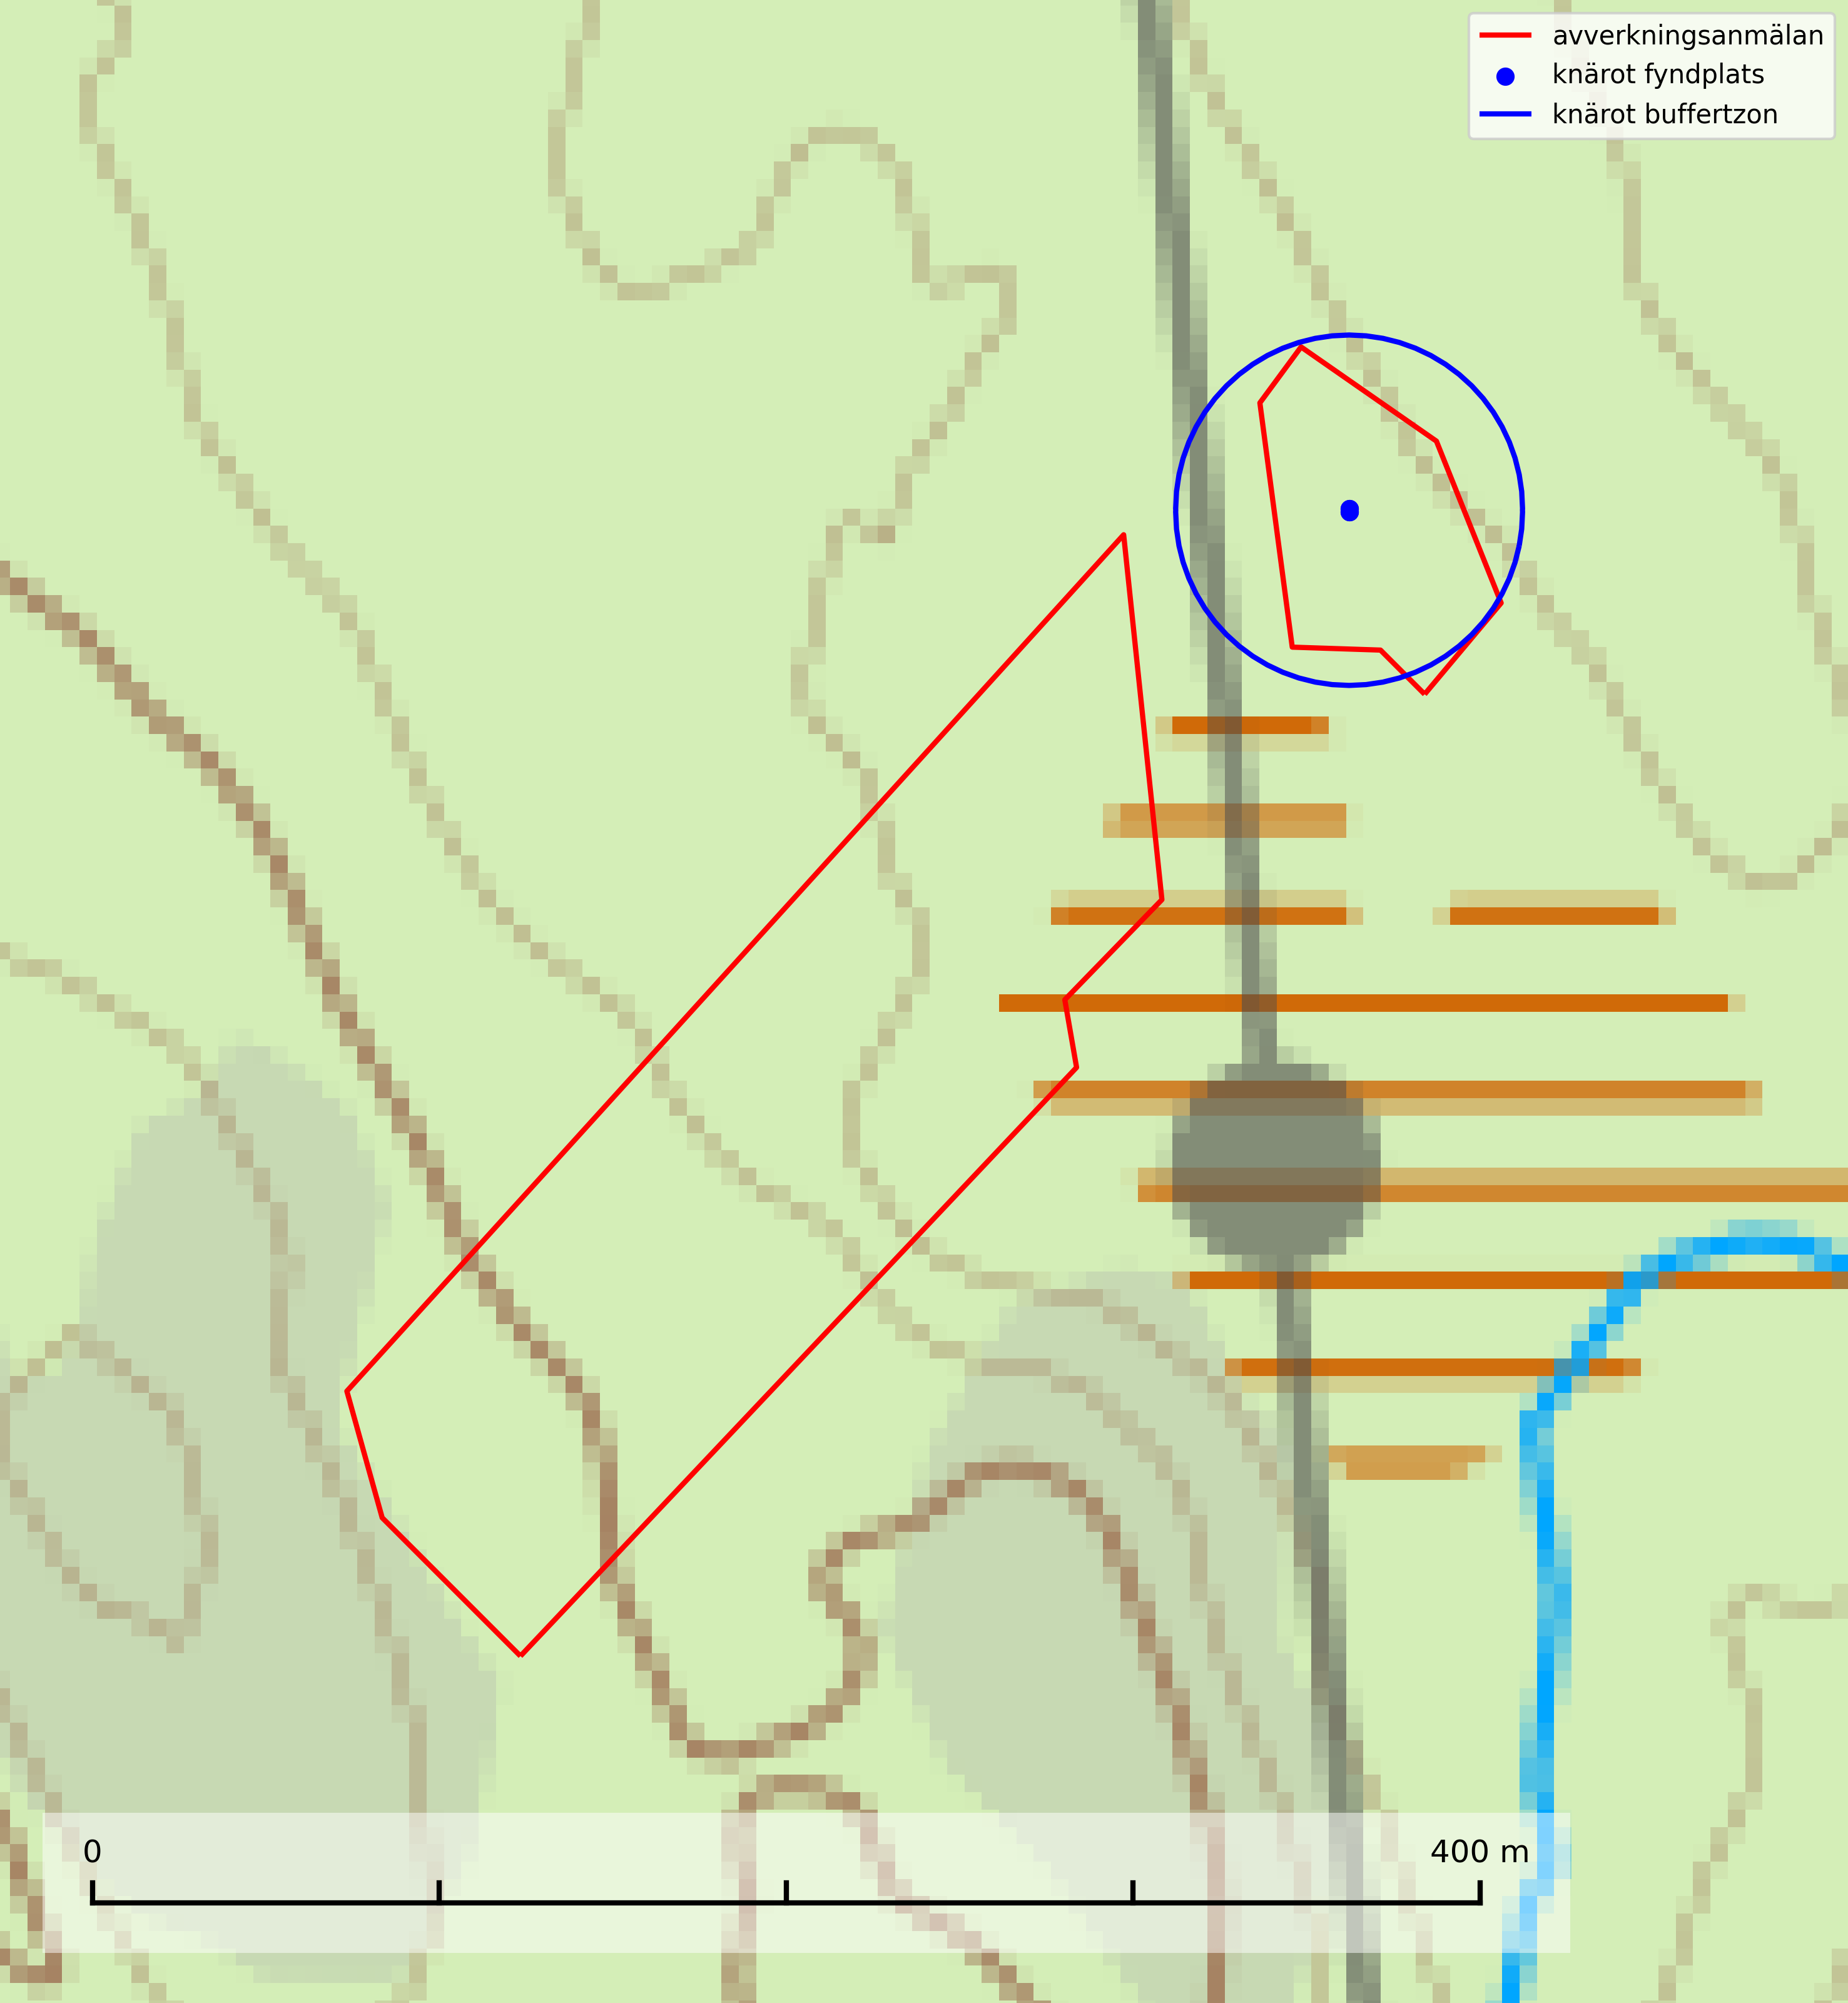 avverkningsanmälan
knärot fyndplats
knärot buffertzon
0
400 m